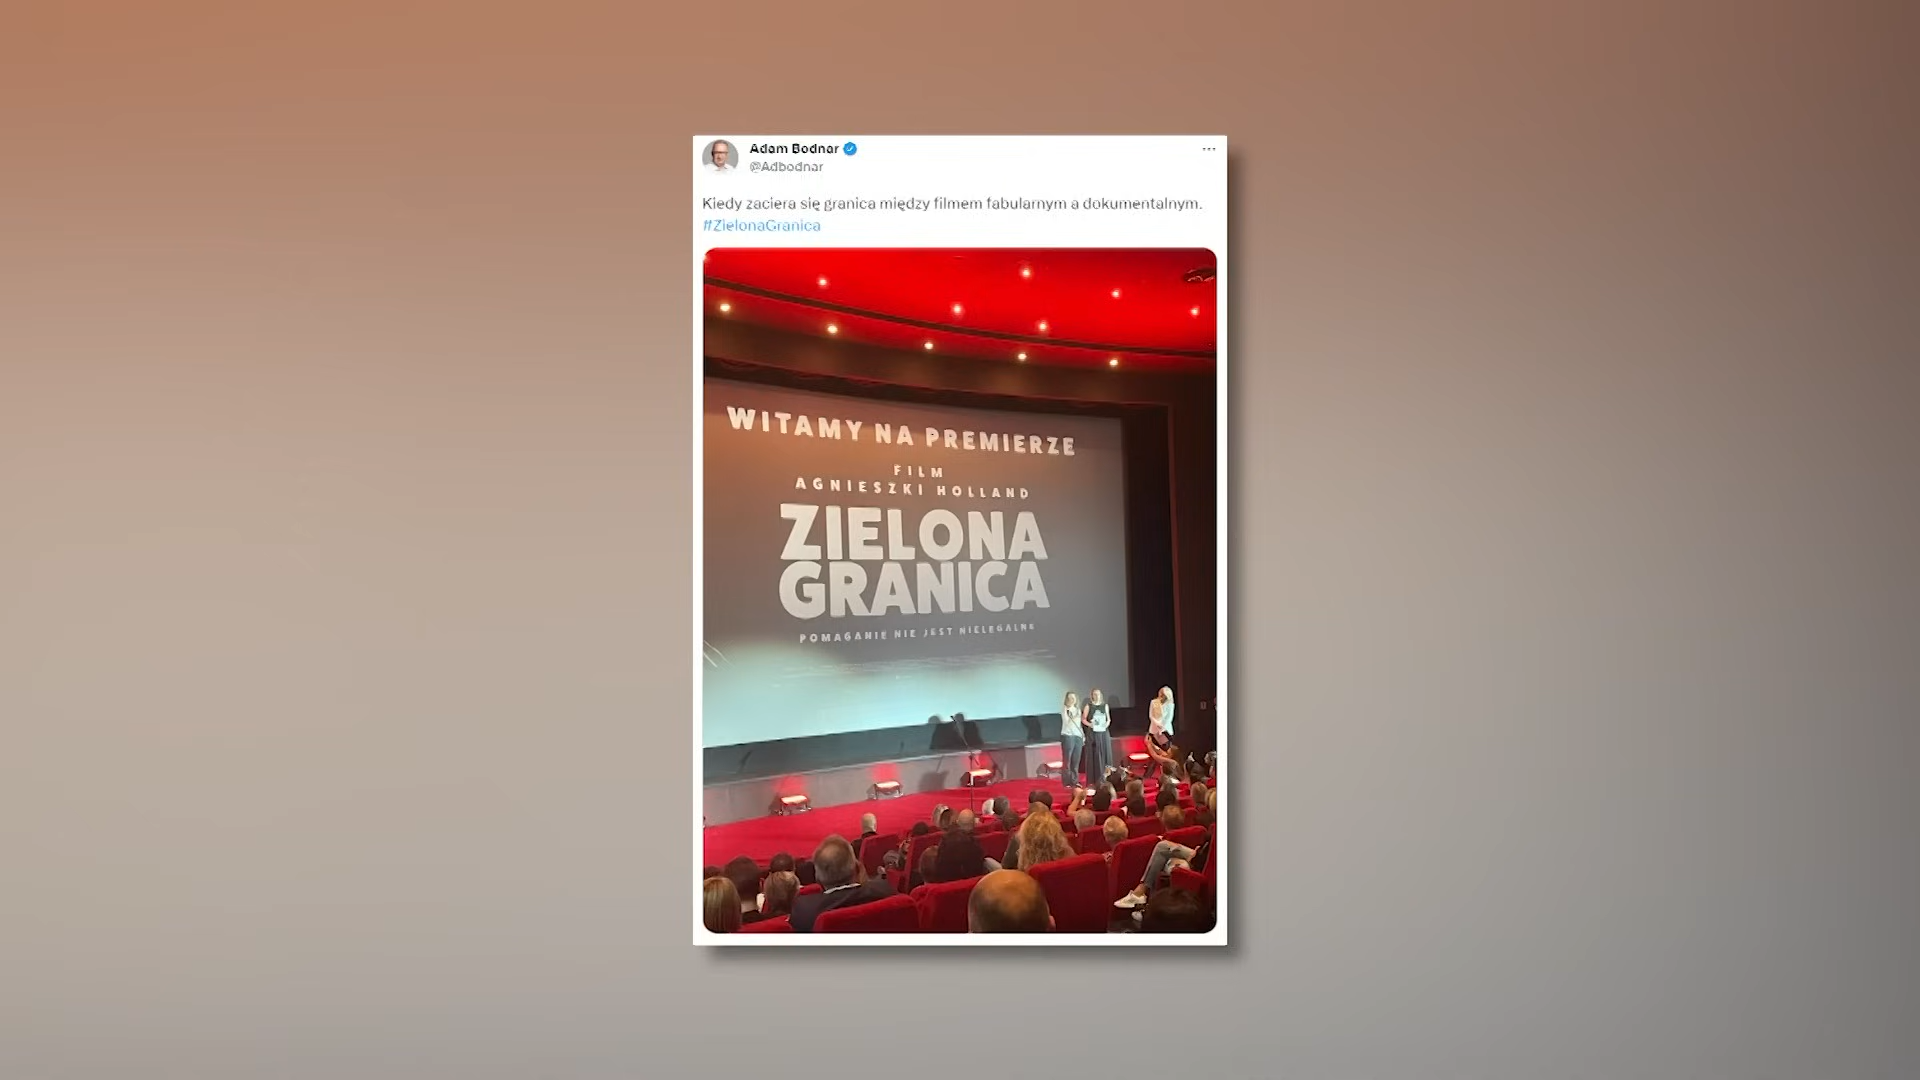 Adam Bodnar
@Adbodnar
Kiedy zaciera się granica między filmem fabularnym a dokumentalnym.
#ZielonaGranica
WITAMY NA PREMIERZE
FILM
AGNIESZKI HOLLAND
ZIELONA
GRANICA
POMAGANIE NIE JEST NIELEGALNE